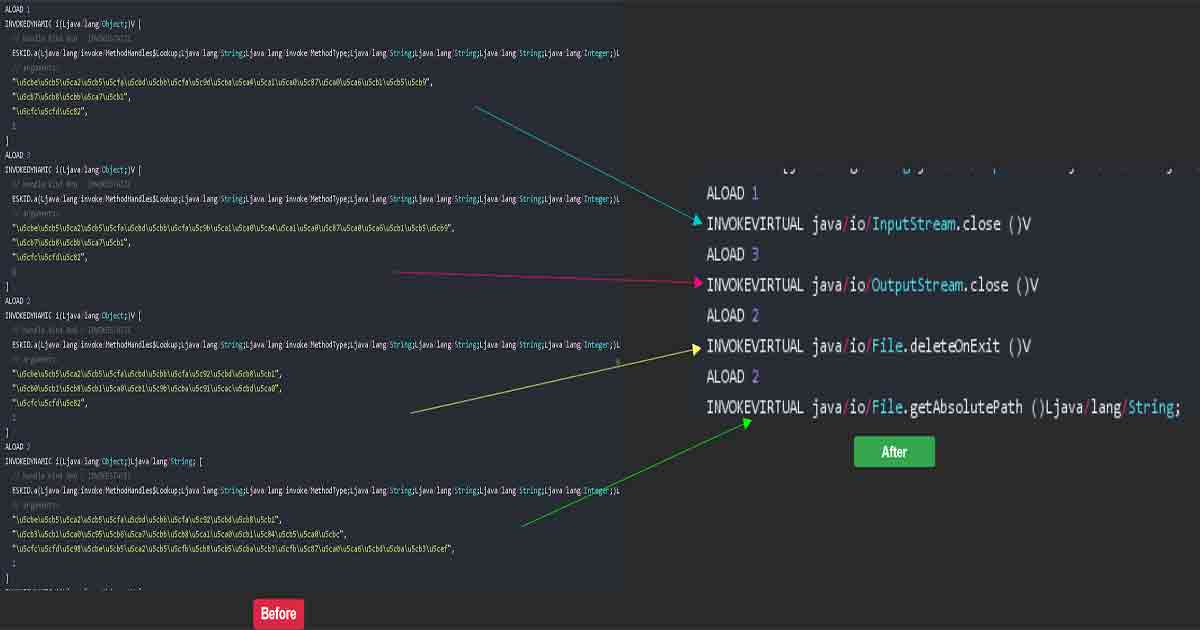 ALOAD 1
INVOKEDYNAMIC i(Ljava/lang/Object;)V [
// handle kind 0x6 : INVOKESTATIC
ESKID.a(Ljava/lang/invoke/MethodHandles$Lookup;Ljava/lang/String;Ljava/lang/invoke/MethodType;Ljava/lang/String;Ljava/lang/String;Ljava/lang/String;Ljava/lang/Integer;)L
// arguments:
"\u5cbe\u5cb5\u5ca2\u5cb5\u5cfa\u5cbd\u5cbb\u5cfa\u5c9d\u5cba\u5ca4\u5ca1\u5ca0\u5c87\u5ca0\u5ca6\u5cb1\u5cb5\u5cb9",
"\u5cb7\u5cb8\u5cbb\u5ca7\u5cb1",
"\u5cfc\u5cfd\u5c82",
]
ALOAD 3
INVOKEDYNAMIC i(Ljava/lang/Object;)V [
// handle kind 0x6 : INVOKESTATIC
ESKID.a(Ljava/lang/invoke/MethodHandles$Lookup;Ljava/lang/String;Ljava/lang/invoke/MethodType;Ljava/lang/String;Ljava/lang/String;Ljava/lang/String;Ljava/lang/Integer;)L
// arguments:
"\u5cbe\u5cb5\u5ca2\u5cb5\u5cfa\u5cbd\u5cbb\u5cfa\u5c9b\u5ca1\u5ca0\u5ca4\u5ca1\u5ca0\u5c87\u5ca0\u5ca6\u5cb1\u5cb5\u5cb9",
"\u5cb7\u5cb8\u5cbb\u5ca7\u5cb1",
"\u5cfc\u5cfd\u5c82",
]
ALOAD 2
INVOKEDYNAMIC i(Ljava/lang/Object;)V [
// handle kind 0x6 : INVOKESTATIC
ESKID.a(Ljava/lang/invoke/MethodHandles$Lookup;Ljava/lang/String;Ljava/lang/invoke/MethodType;Ljava/lang/String;Ljava/lang/String;Ljava/lang/String;Ljava/lang/Integer;)L
// arguments:
"\u5cbe\u5cb5\u5ca2\u5cb5\u5cfa\u5cbd\u5cbb\u5cfa\u5c92\u5cbd\u5cb8\u5cb1",
"\u5cb0\u5cb1\u5cb8\u5cb1\u5ca0\u5cb1\u5c9b\u5cba\u5c91\u5cac\u5cbd\u5ca0",
"\u5cfc\u5cfd\u5c82",
]
ALOAD 2
INVOKEDYNAMIC i(Ljava/lang/Object;)Ljava/lang/String; [
// handle kind 0x6 : INVOKESTATIC
ESKID.a(Ljava/lang/invoke/MethodHandles$Lookup;Ljava/lang/String;Ljava/lang/invoke/MethodType;Ljava/lang/String;Ljava/lang/String;Ljava/lang/String;Ljava/lang/Integer;)L
// arguments:
"\u5cbe\u5cb5\u5ca2\u5cb5\u5cfa\u5cbd\u5cbb\u5cfa\u5c92\u5cbd\u5cb8\u5cb1",
"\u5cb3\u5cb1\u5ca0\u5c95\u5cb6\u5ca7\u5cbb\u5cb8\u5ca1\u5ca0\u5cb1\u5c84\u5cb5\u5ca0\u5cbc",
"\u5cfc\u5cfd\u5c98\u5cbe\u5cb5\u5ca2\u5cb5\u5cfb\u5cb8\u5cb5\u5cba\u5cb3\u5cfb\u5c87\u5ca0\u5ca6\u5cbd\u5cba\u5cb3\u5cef",
]
Before
ALOAD 1
INVOKEVIRTUAL java/io/InputStream.close ()V
ALOAD 3
INVOKEVIRTUAL java/io/OutputStream.close ()V
ALOAD 2
INVOKEVIRTUAL java/io/File.deleteOnExit ()V
ALOAD 2
INVOKEVIRTUAL java/io/File.getAbsolutePath ()Ljava/lang/String;
After